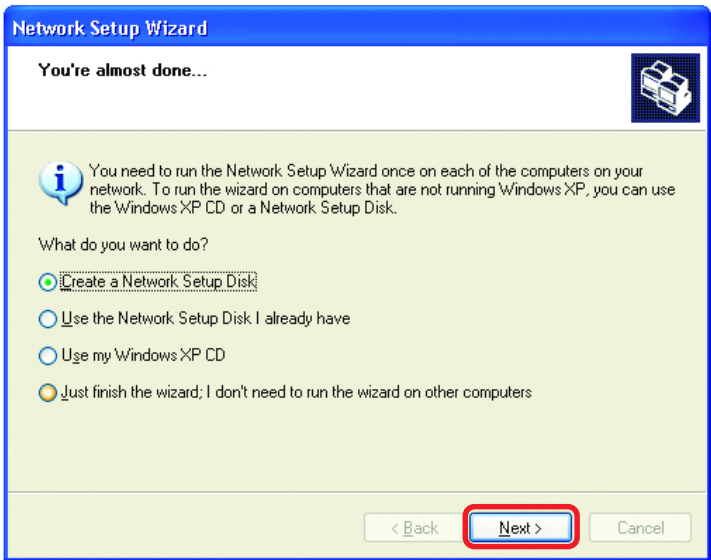 Network Setup Wizard
You're almost done...
You need to run the Network Setup Wizard once on each of the computers on your
network. To run the wizard on computers that are not running Windows XP, you can use
the Windows XP CD or a Network Setup Disk.
What do you want to do?
Create a Network Setup Disk
Use the Network Setup Disk I already have
Use my Windows XP CD
Just finish the wizard; I don't need to run the wizard on other computers
< Back
Next >
Cancel